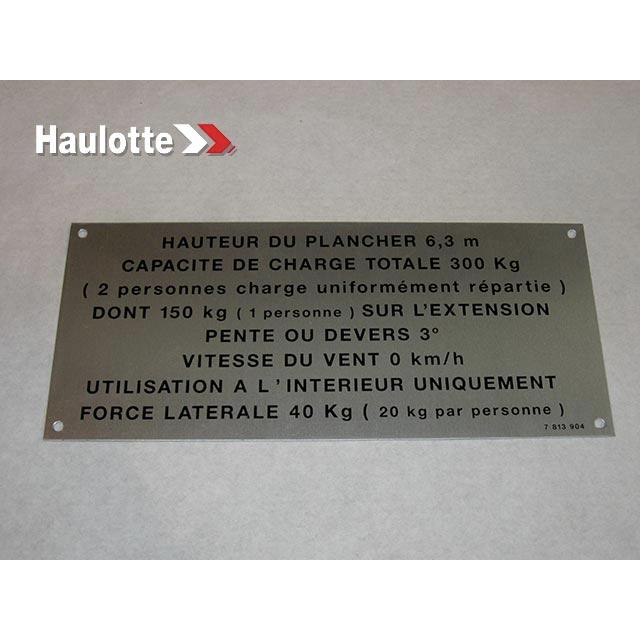 Haulotte
HAUTEUR DU PLANCHER 6,3 m
CAPACITE DE CHARGE TOTALE 300 Kg
( 2 personnes charge uniformément répartie )
DONT 150 kg ( 1 personne ) SUR L'EXTENSION
PENTE OU DEVERS 3°
VITESSE DU VENT 0 km/h
UTILISATION A L ' INTERIEUR UNIQUEMENT
FORCE LATERALE 40 Kg ( 20 kg par personne )
7 813 904